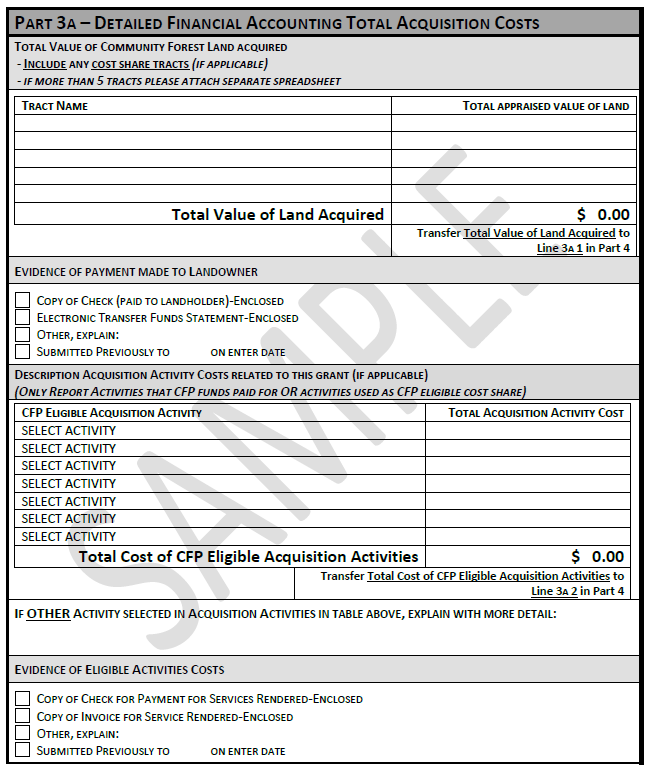 PART 3A – DETAILED FINANCIAL ACCOUNTING TOTAL ACQUISITION COSTS
TOTAL VALUE OF COMMUNITY FOREST LAND ACQUIRED
- INCLUDE ANY COST SHARE TRACTS (IF APPLICABLE)
- IF MORE THAN 5 TRACTS PLEASE ATTACH SEPARATE SPREADSHEET
TRACT NAME TOTAL APPRAISED VALUE OF LAND
Total Value of Land Acquired $ 0.00
Transfer Total Value of Land Acquired to
Line 3A 1 in Part 4
EVIDENCE OF PAYMENT MADE TO LANDOWNER
COPY OF CHECK (PAID TO LANDHOLDER)-ENCLOSED
ELECTRONIC TRANSFER FUNDS STATEMENT-ENCLOSED
OTHER, EXPLAIN:
SUBMITTED PREVIOUSLY TO ON ENTER DATE
DESCRIPTION ACQUISITION ACTIVITY COSTS RELATED TO THIS GRANT (IF APPLICABLE)
(ONLY REPORT ACTIVITIES THAT CFP FUNDS PAID FOR OR ACTIVITIES USED AS CFP ELIGIBLE COST SHARE)
CFP ELIGIBLE ACQUISITION ACTIVITY TOTAL ACQUISITION ACTIVITY COST
SELECT ACTIVITY
SELECT ACTIVITY
SELECT ACTIVITY
SELECT ACTIVITY
SELECT ACTIVITY
SELECT ACTIVITY
SELECT ACTIVITY
Total Cost of CFP Eligible Acquisition Activities $ 0.00
Transfer Total Cost of CFP Eligible Acquisition Activities to
Line 3A 2 in Part 4
IF OTHER ACTIVITY SELECTED IN ACQUISITION ACTIVITIES IN TABLE ABOVE, EXPLAIN WITH MORE DETAIL:
EVIDENCE OF ELIGIBLE ACTIVITIES COSTS
COPY OF CHECK FOR PAYMENT FOR SERVICES RENDERED-ENCLOSED
COPY OF INVOICE FOR SERVICE RENDERED-ENCLOSED
OTHER, EXPLAIN:
SUBMITTED PREVIOUSLY TO ON ENTER DATE
SAMPLE